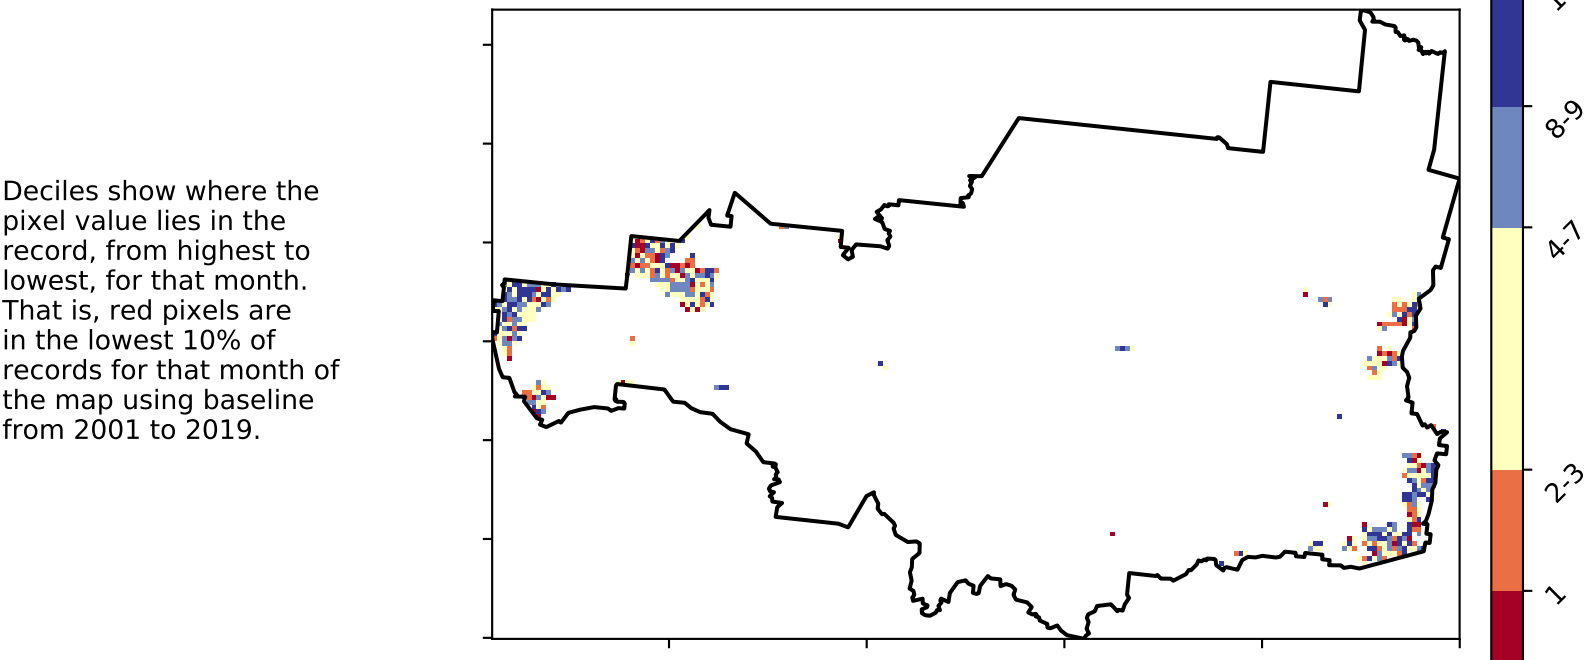 Deciles show where the
pixel value lies in the
record, from highest to
lowest, for that month.
That is, red pixels are
in the lowest 10% of
records for that month of
the map using baseline
from 2001 to 2019.
8-9
4-7
2-3
1